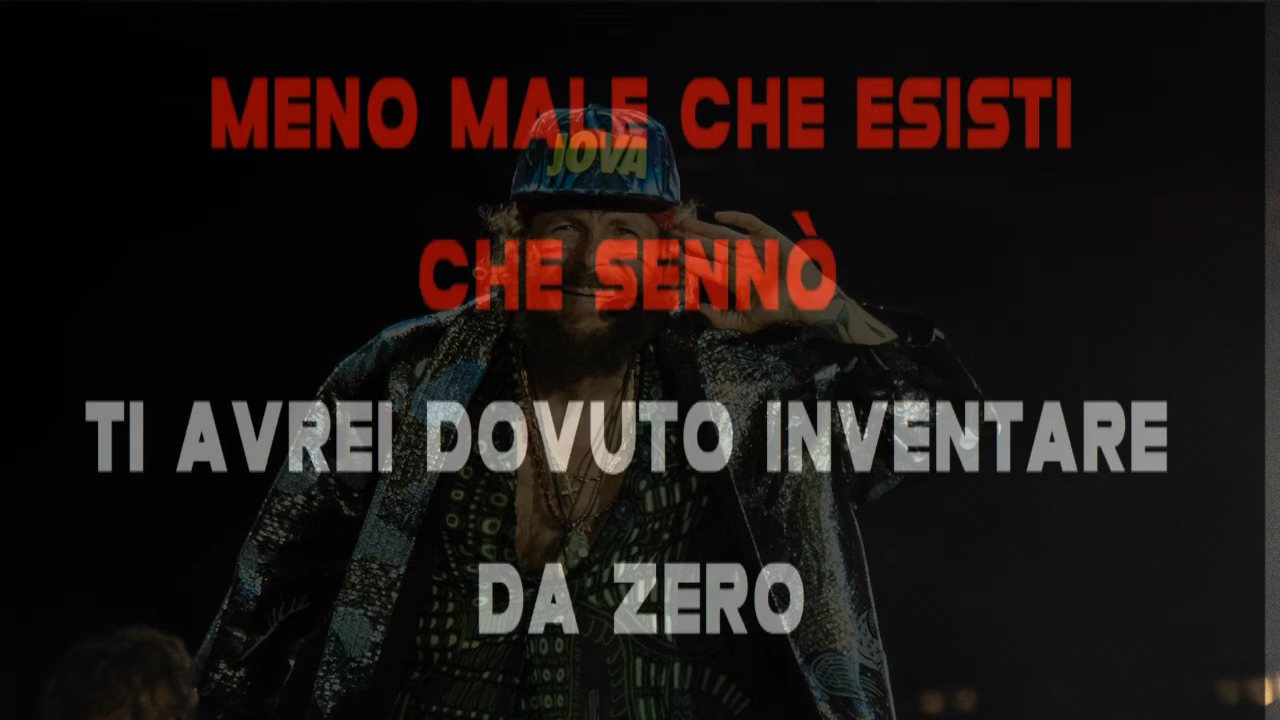 MENO MALE CHE ESISTI
JOVA
CHE SENNÒ
TI AVREI DOVUTO INVENTARE
DA ZERO